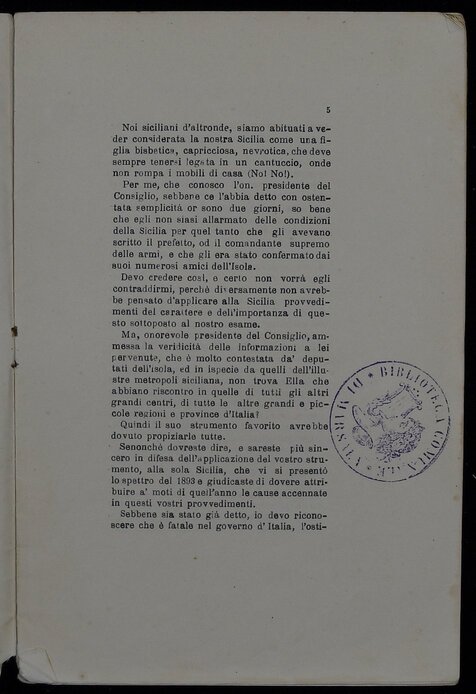 5
Noi siciliani d'altronde, siamo abituati a ve-
der considerata la nostra Sicilia come una fi-
glia bisbetica, capricciosa, nevrotica, che deve
sempre tenersi legata in un cantuccio, onde
non rompa i mobili di casa (No! No!).
Per me, che conosco l'on. presidente del
Consiglio, sebbene ce l'abbia detto con osten-
tata semplicità or sono due giorni, so bene
che egli non siasi allarmato delle condizioni
della Sicilia per quel tanto che gli avevano
scritto il prefetto, od il comandante supremo
delle armi, e che gli era stato confermato dai
suoi numerosi amici dell'Isola.
Devo credere così, e certo non vorrà egli
contraddirmi, perchè diversamente non avreb-
be pensato d'applicare alla Sicilia provvedi-
menti del carattere e dell'importanza di que-
sto sottoposto al nostro esame.
Ma, onorevole presidente del Consiglio, am-
messa la veridicità delle informazioni a lei
pervenute, che è molto contestata da' depu-
tati dell'isola, ed in ispecie da quelli dell'illu-
stre metropoli siciliana, non trova Ella che
abbiano riscontro in quelle di tutti gli altri
grandi centri, di tutte le altre grandi e pic-
cole regioni e province d'Italia?
Quindi il suo strumento favorito avrebbe
dovuto propiziarle tutte.
Senonchè dovreste dire, e sareste più sin-
cero in difesa dell'applicazione del vostro stru-
mento, alla sola Sicilia, che vi si presentò
lo spettro del 1893 e giudicaste di dovere attri-
buire a' moti di quell'anno le cause accennate
in questi vostri provvedimenti.
Sebbene sia stato già detto, io devo ricono-
scere che è fatale nel governo d'Italia, l'osti-
BIBLIOTECA COMUNALE